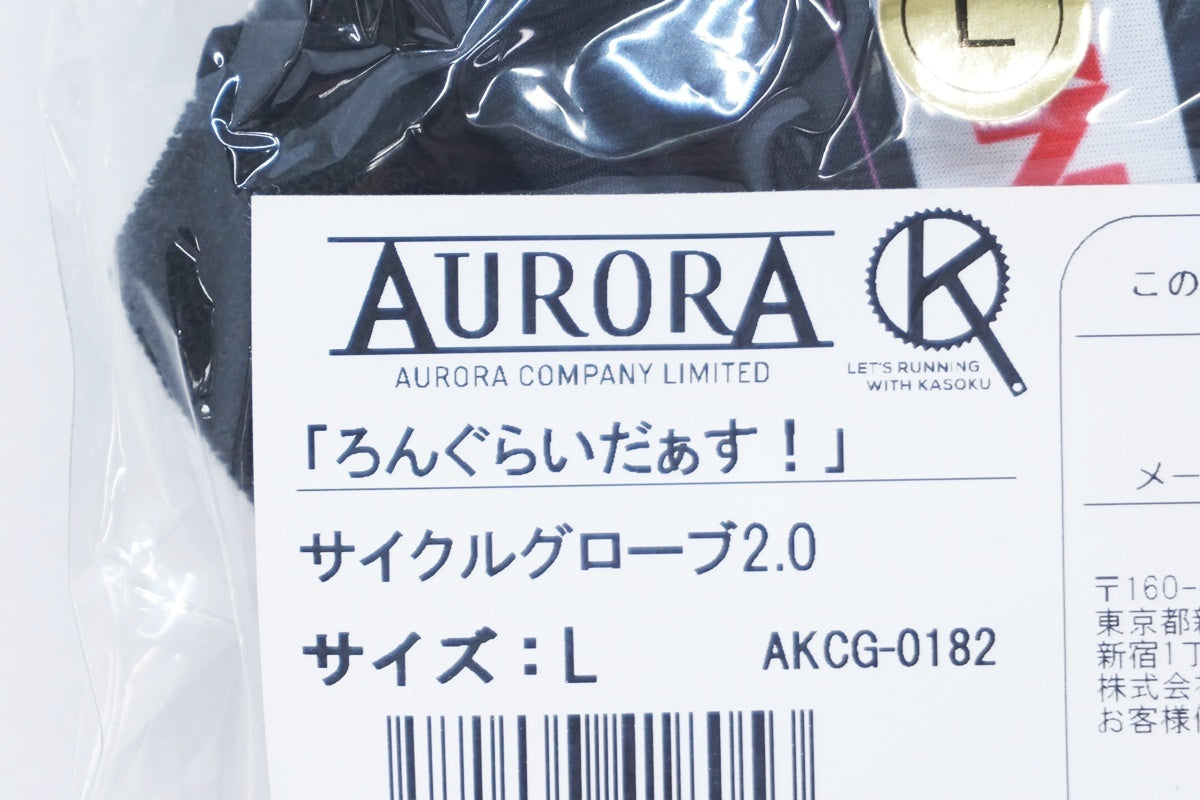 L
AURORA
AURORA COMPANY LIMITED
K
LET'S RUNNING
WITH KASOKU
「ろんぐらいだぁす！」
サイクルグローブ2.0
サイズ：L
AKCG-0182
この
メー
〒160-
東京都新
新宿1丁
株式会
お客様